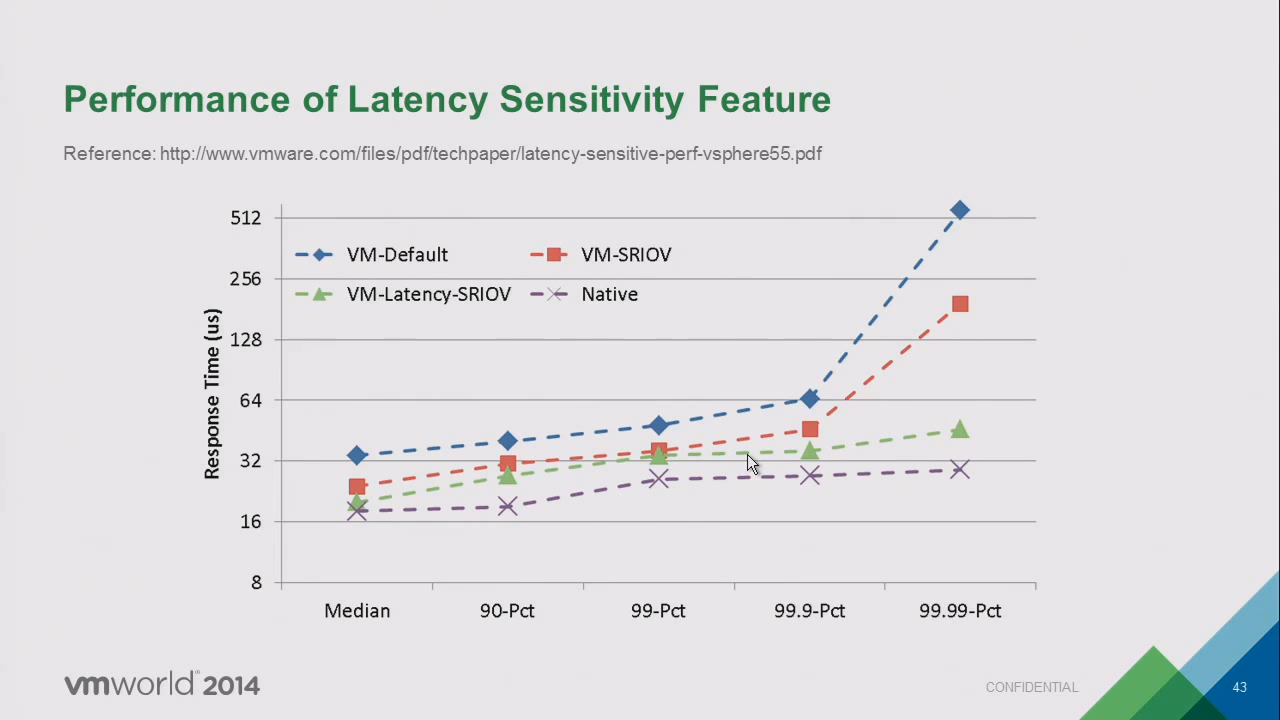 Performance of Latency Sensitivity Feature
Reference: http://www.vmware.com/files/pdf/techpaper/latency-sensitive-perf-vsphere55.pdf
Response Time (us)
512
256
128
64
32
16
8
VM-Default
VM-SRIOV
VM-Latency-SRIOV
Native
Median
90-Pct
99-Pct
99.9-Pct
99.99-Pct
vmworld® 2014
CONFIDENTIAL
43